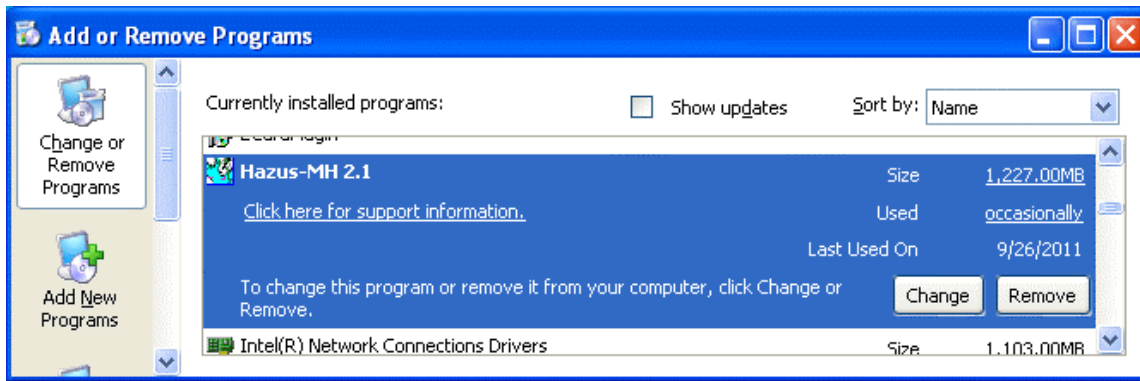 Add or Remove Programs
Change or
Remove
Programs
Add New
Programs
Currently installed programs:
Show updates
Sort by: Name
Hazus-MH 2.1 Size 1,227.00MB
Click here for support information. Used occasionally
Last Used On 9/26/2011
To change this program or remove it from your computer, click Change or
Remove.
Change Remove
Intel(R) Network Connections Drivers Size 1,103.00MB